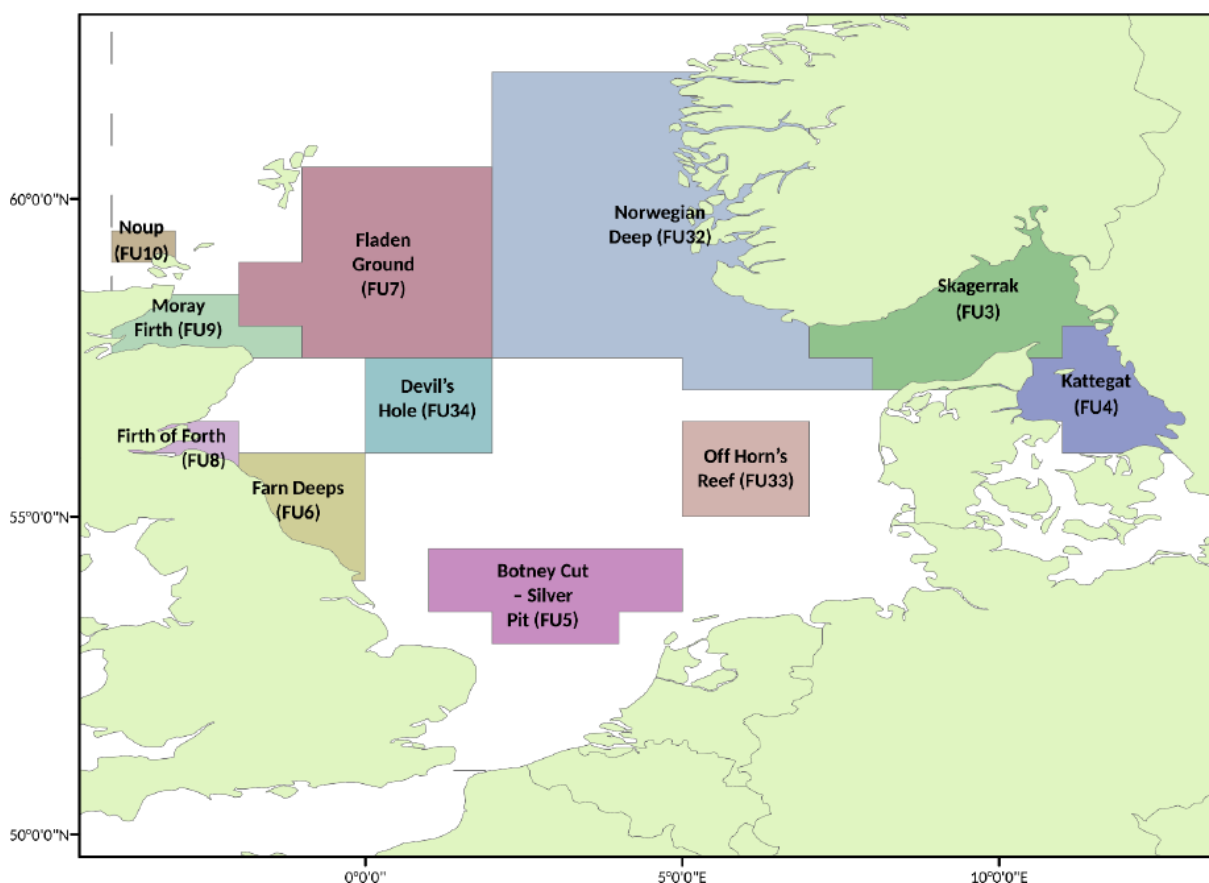 60°0'0"N
55°0'0"N
50°0'0"N
Noup
(FU10)
Fladen
Ground
(FU7)
Norwegian
Deep (FU32)
Skagerrak
(FU3)
Moray
Firth (FU9)
Devil's
Hole (FU34)
Kattegat
(FU4)
Firth of Forth
(FU8)
Off Horn's
Reef (FU33)
Farn Deeps
(FU6)
Botney Cut
– Silver
Pit (FU5)
0°0'0"
5°0'0"E
10°0'0"E